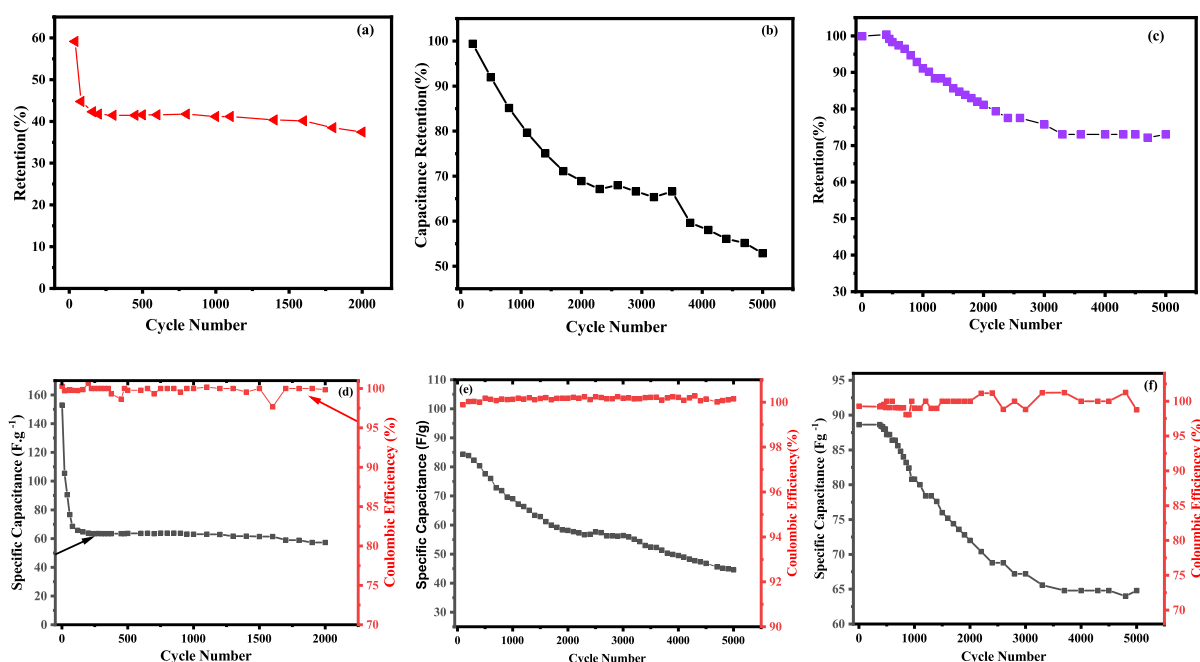 (a)
60
50
40
30
20
10
0
Retention(%)
0 500 1000 1500 2000
Cycle Number
(b)
100
90
80
70
60
50
Capacitance Retention(%)
0 1000 2000 3000 4000 5000
Cycle Number
(c)
100
90
80
70
60
50
40
30
Retention(%)
0 1000 2000 3000 4000 5000
Cycle Number
(d)
160
140
120
100
80
60
40
20
0
Specific Capacitance (F·g⁻¹)
100
95
90
85
80
75
70
Coulombic Efficiencey (%)
0 500 1000 1500 2000
Cycle Number
(e)
110
100
90
80
70
60
50
40
30
Specific Capacitance (F/g)
100
98
96
94
92
90
Coulombic Efficiency(%)
0 1000 2000 3000 4000 5000
Cycle Number
(f)
95
90
85
80
75
70
65
60
Specific Capacitance (Fg⁻¹)
100
95
90
85
80
75
70
Colombic Efficiency (%)
0 1000 2000 3000 4000 5000
Cycle Number